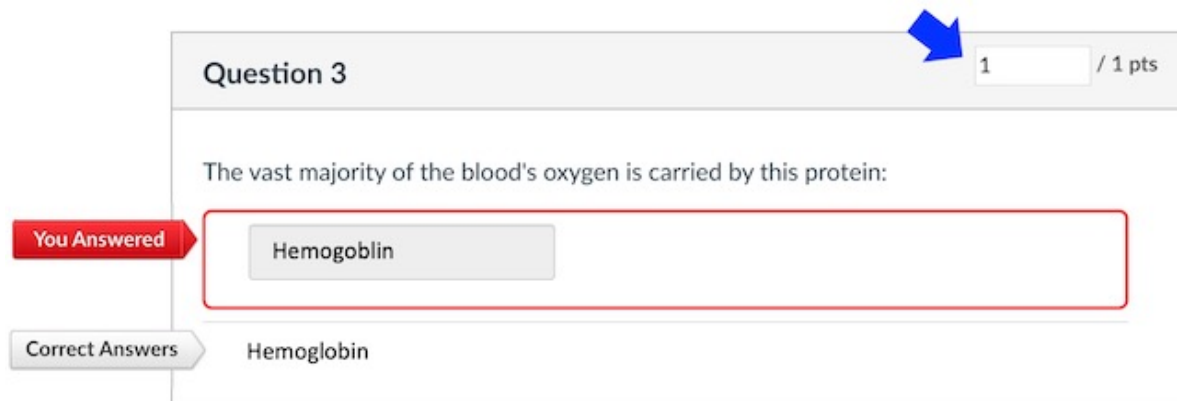 Question 3
1 / 1 pts
The vast majority of the blood's oxygen is carried by this protein:
You Answered
Hemogoblin
Correct Answers
Hemoglobin